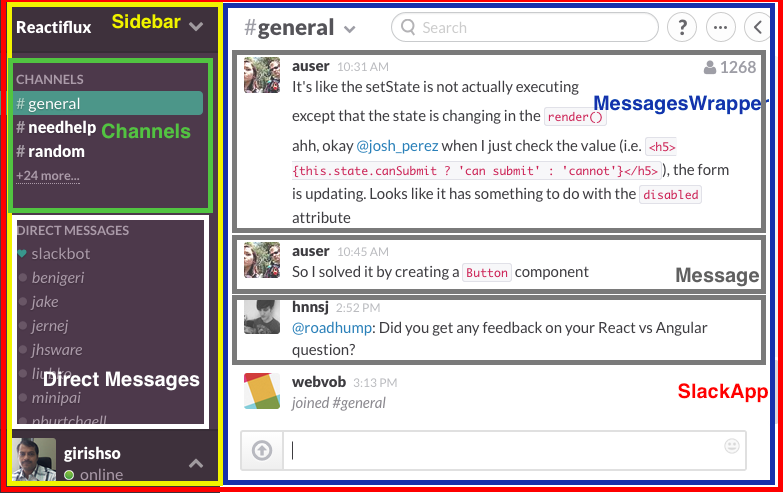 Reactiflux
Sidebar
CHANNELS
# general
# needhelp
# random
Channels
+24 more...
DIRECT MESSAGES
slackbot
benigeri
jake
jernej
jhsware
Direct Messages
minipai
girishso
online
#general
Search
?
1268
MessagesWrapper
auser 10:31 AM
It's like the setState is not actually executing
except that the state is changing in the render()
ahh, okay @josh_perez when I just check the value (i.e. <h5>
{this.state.canSubmit ? 'can submit' : 'cannot'}</h5>), the form
is updating. Looks like it has something to do with the disabled
attribute
auser 10:45 AM
So I solved it by creating a Button component
Message
hnnsj 2:52 PM
@roadhump: Did you get any feedback on your React vs Angular
question?
webvob 3:13 PM
joined #general
SlackApp